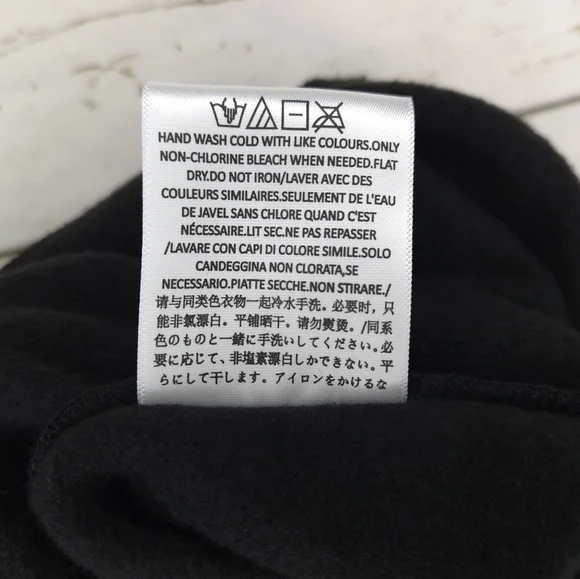 HAND WASH COLD WITH LIKE COLOURS.ONLY
NON-CHLORINE BLEACH WHEN NEEDED.FLAT
DRY.DO NOT IRON/LAVER AVEC DES
COULEURS SIMILAIRES.SEULEMENT DE L'EAU
DE JAVEL SANS CHLORE QUAND C'EST
NÉCESSAIRE.LIT SEC.NE PAS REPASSER
/LAVARE CON CAPI DI COLORE SIMILE.SOLO
CANDEGGINA NON CLORATA,SE
NECESSARIO.PIATTE SECCHE.NON STIRARE./
请与同类色衣物一起冷水手洗。必要时，只
能非氯漂白。平铺晒干。请勿熨烫。/同系
色のものと一緒に手洗いしてください。必
要に応じて、非塩素漂白しかできない。平
らにして干します。アイロンをかけるな